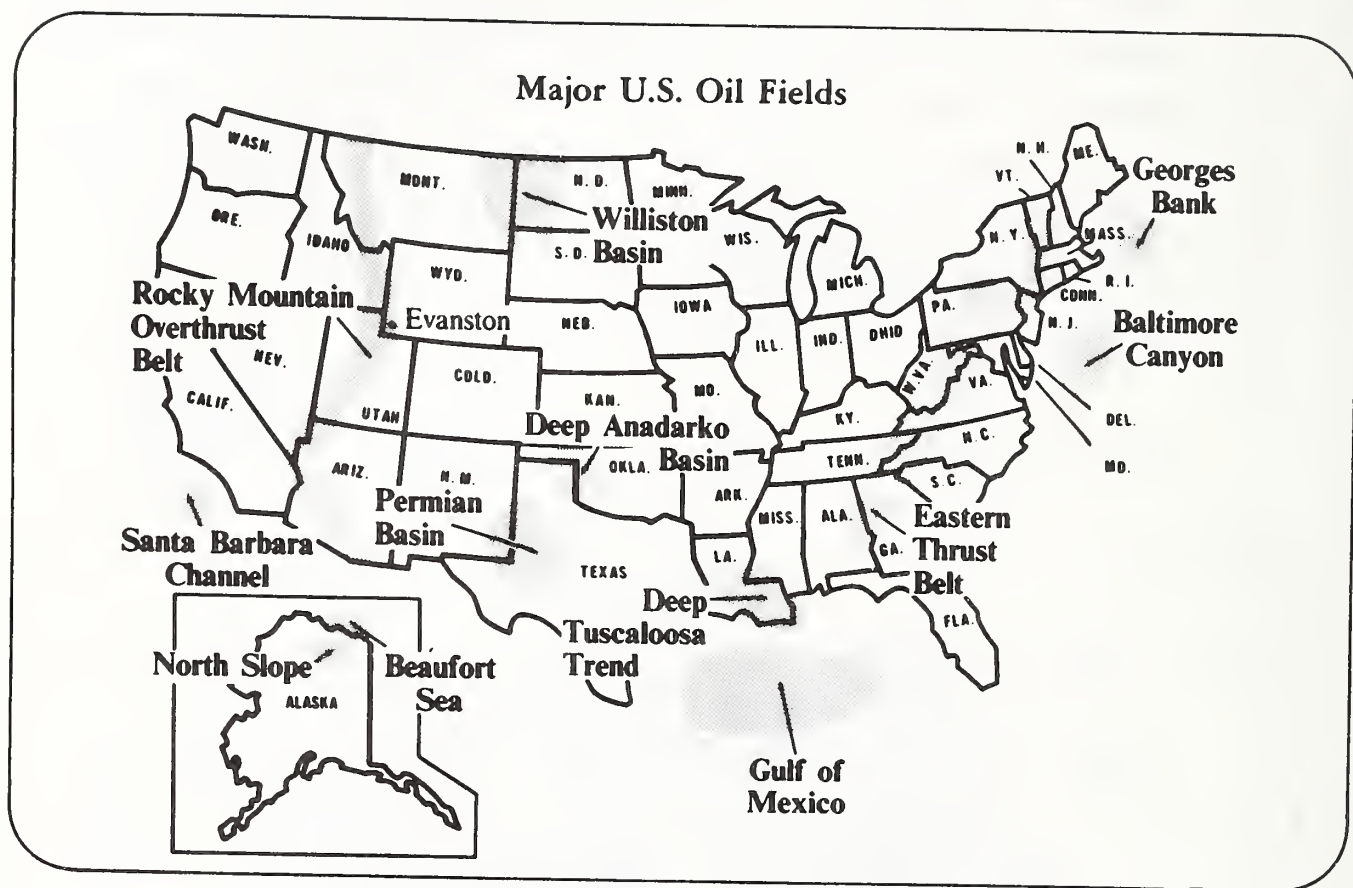 Major U.S. Oil Fields
WASH.
MONT.
N. D.
MINN.
N. H.
ME.
VT.
Georges
Bank
ORE.
IDAHO
Williston
Basin
S. D.
WIS.
N. Y.
MASS.
WYO.
MICH.
R. I.
CONN.
Rocky Mountain
Overthrust
Belt
Evanston
NEB.
IOWA
PA.
N. J.
Baltimore
Canyon
NEV.
ILL.
IND.
OHIO
COLO.
W. VA.
VA.
CALIF.
UTAH
KAN.
MO.
KY.
DEL.
Deep Anadarko
Basin
N. C.
MD.
ARIZ.
N. M.
OKLA.
TENN.
S. C.
Permian
Basin
ARK.
MISS.
ALA.
Eastern
Thrust
Belt
GA.
Santa Barbara
Channel
TEXAS
LA.
Deep
Tuscaloosa
Trend
FLA.
North Slope
Beaufort
Sea
ALASKA
Gulf of
Mexico